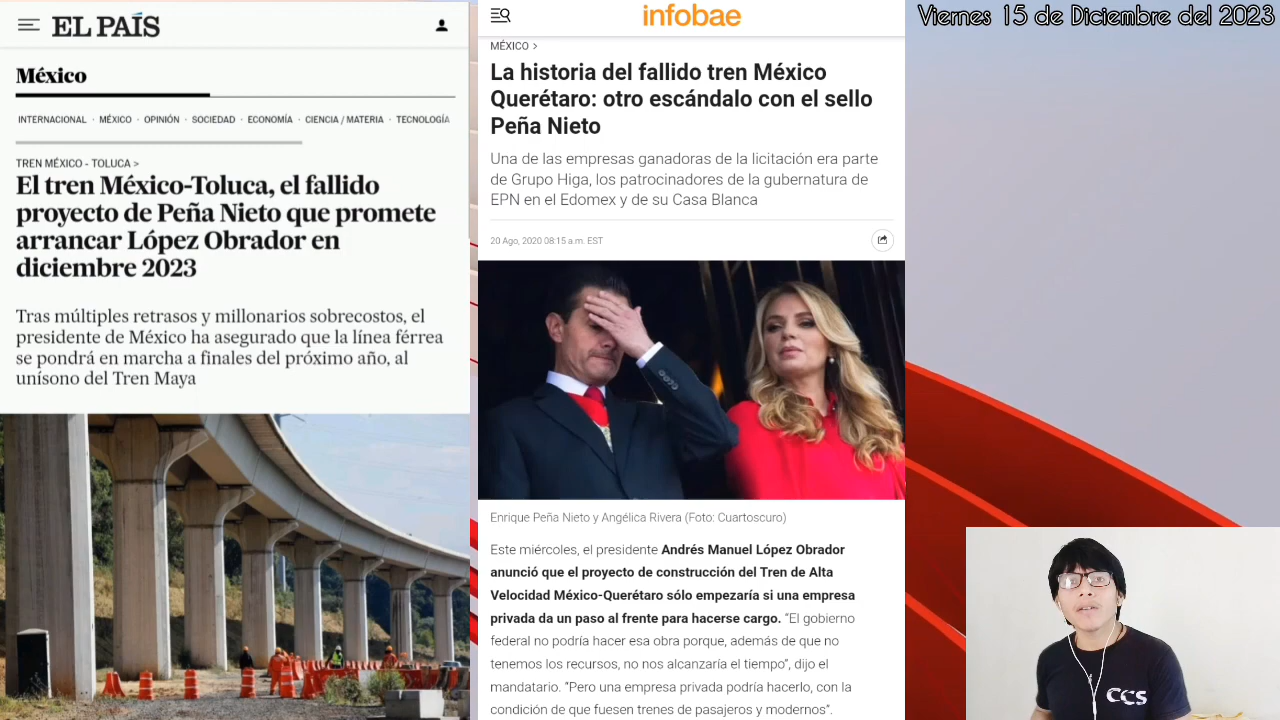 EL PAÍS
México
INTERNACIONAL · MÉXICO · OPINIÓN · SOCIEDAD · ECONOMÍA · CIENCIA / MATERIA · TECNOLOGÍA
TREN MÉXICO - TOLUCA >
El tren México-Toluca, el fallido
proyecto de Peña Nieto que promete
arrancar López Obrador en
diciembre 2023
Tras múltiples retrasos y millonarios sobrecostos, el
presidente de México ha asegurado que la línea férrea
se pondrá en marcha a finales del próximo año, al
unísono del Tren Maya
infobae
MÉXICO >
La historia del fallido tren México
Querétaro: otro escándalo con el sello
Peña Nieto
Una de las empresas ganadoras de la licitación era parte
de Grupo Higa, los patrocinadores de la gubernatura de
EPN en el Edomex y de su Casa Blanca
20 Ago, 2020 08:15 a.m. EST
Enrique Peña Nieto y Angélica Rivera (Foto: Cuartoscuro)
Este miércoles, el presidente Andrés Manuel López Obrador
anunció que el proyecto de construcción del Tren de Alta
Velocidad México-Querétaro sólo empezaría si una empresa
privada da un paso al frente para hacerse cargo. “El gobierno
federal no podría hacer esa obra porque, además de que no
tenemos los recursos, no nos alcanzaría el tiempo”, dijo el
mandatario. “Pero una empresa privada podría hacerlo, con la
condición de que fuesen trenes de pasajeros y modernos”.
Viernes 15 de Diciembre del 2023
CCS